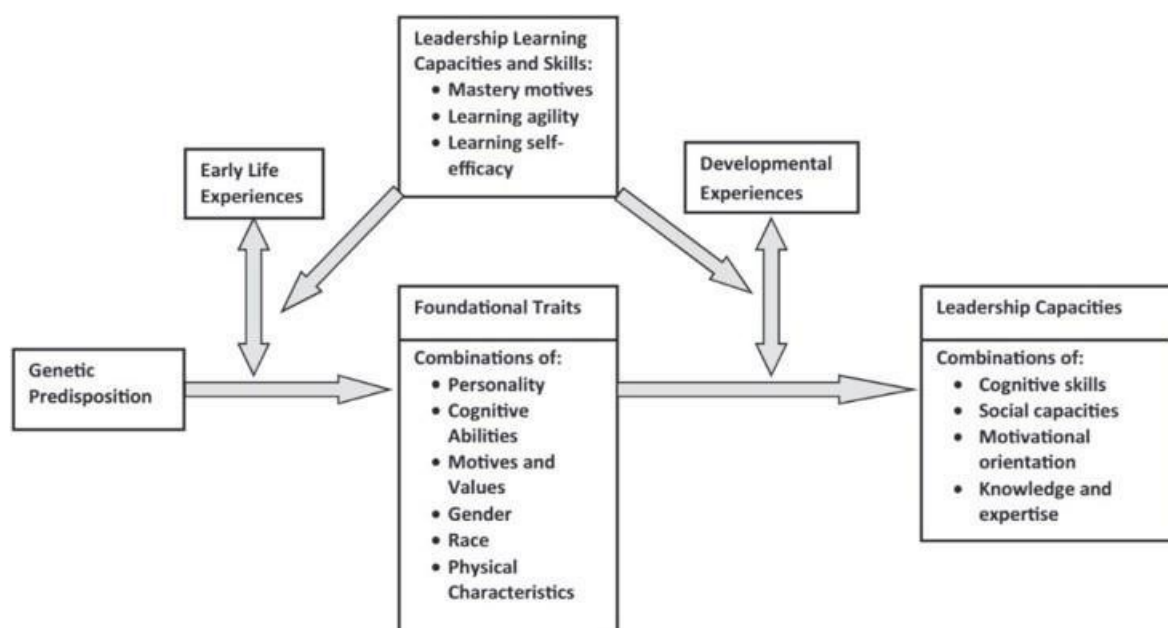 Leadership Learning
Capacities and Skills:
• Mastery motives
• Learning agility
• Learning self-
efficacy
Early Life
Experiences
Developmental
Experiences
Genetic
Predisposition
Foundational Traits
Combinations of:
• Personality
• Cognitive
Abilities
• Motives and
Values
• Gender
• Race
• Physical
Characteristics
Leadership Capacities
Combinations of:
• Cognitive skills
• Social capacities
• Motivational
orientation
• Knowledge and
expertise